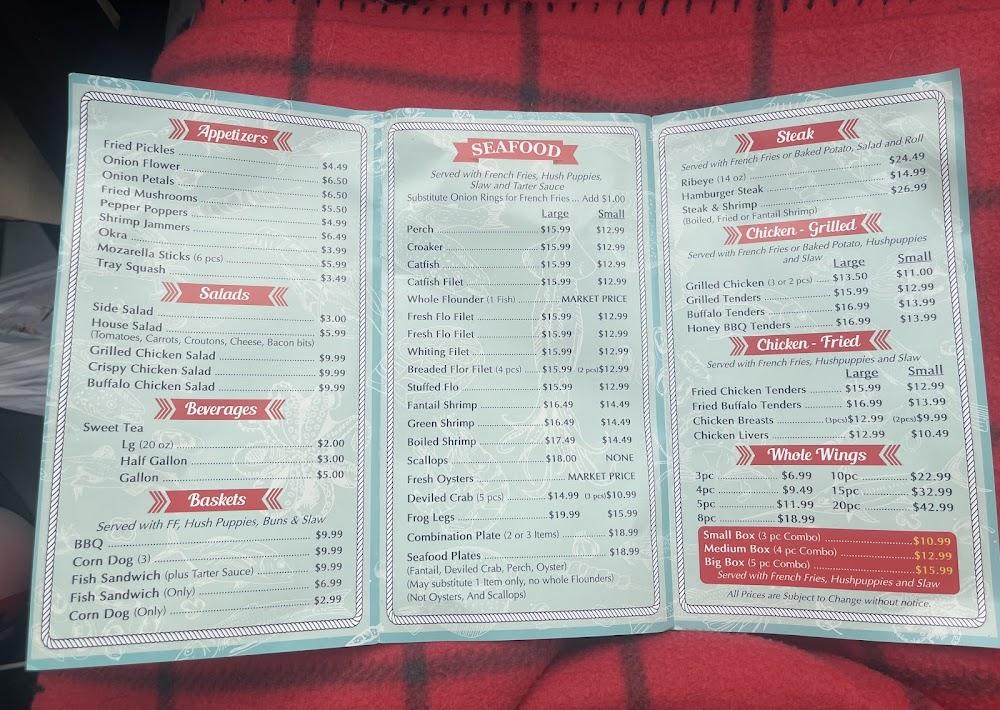 Appetizers
Fried Pickles $4.49
Onion Flower $6.50
Onion Petals $6.50
Fried Mushrooms $5.50
Pepper Poppers $4.99
Shrimp Jammers $6.49
Okra $3.99
Mozarella Sticks (6 pcs) $5.99
Tray Squash $3.49
Salads
Side Salad $3.00
House Salad $5.99
(Tomatoes, Carrots, Croutons, Cheese, Bacon bits)
Grilled Chicken Salad $9.99
Crispy Chicken Salad $9.99
Buffalo Chicken Salad $9.99
Beverages
Sweet Tea
Lg (20 oz) $2.00
Half Gallon $3.00
Gallon $5.00
Baskets
Served with FF, Hush Puppies, Buns & Slaw
BBQ $9.99
Corn Dog (3) $9.99
Fish Sandwich (plus Tarter Sauce) $9.99
Fish Sandwich (Only) $6.99
Corn Dog (Only) $2.99
SEAFOOD
Served with French Fries, Hush Puppies,
Slaw and Tarter Sauce
Substitute Onion Rings for French Fries ... Add $1.00
Large Small
Perch $15.99 $12.99
Croaker $15.99 $12.99
Catfish $15.99 $12.99
Catfish Filet $15.99 $12.99
Whole Flounder (1 Fish) MARKET PRICE
Fresh Flo Filet $15.99 $12.99
Fresh Flo Filet $15.99 $12.99
Whiting Filet $15.99 $12.99
Breaded Flor Filet (4 pcs) $15.99 (2 pcs)$12.99
Stuffed Flo $15.99 $12.99
Fantail Shrimp $16.49 $14.49
Green Shrimp $16.49 $14.49
Boiled Shrimp $17.49 $14.49
Scallops $18.00 NONE
Fresh Oysters MARKET PRICE
Deviled Crab (5 pcs) $14.99 (3 pcs)$10.99
Frog Legs $19.99 $15.99
Combination Plate (2 or 3 Items) $18.99
Seafood Plates $18.99
(Fantail, Deviled Crab, Perch, Oyster)
(May substitute 1 Item only, no whole Flounders)
(Not Oysters, And Scallops)
Steak
Served with French Fries or Baked Potato, Salad and Roll
Ribeye (14 oz) $24.49
Hamburger Steak $14.99
Steak & Shrimp $26.99
(Boiled, Fried or Fantail Shrimp)
Chicken - Grilled
Served with French Fries or Baked Potato, Hushpuppies
and Slaw
Large Small
Grilled Chicken (3 or 2 pcs) $13.50 $11.00
Grilled Tenders $15.99 $12.99
Buffalo Tenders $16.99 $13.99
Honey BBQ Tenders $16.99 $13.99
Chicken - Fried
Served with French Fries, Hushpuppies and Slaw
Large Small
Fried Chicken Tenders $15.99 $12.99
Fried Buffalo Tenders $16.99 $13.99
Chicken Breasts (3pcs)$12.99 (2pcs)$9.99
Chicken Livers $12.99 $10.49
Whole Wings
3pc $6.99 10pc $22.99
4pc $9.49 15pc $32.99
5pc $11.99 20pc $42.99
8pc $18.99
Small Box (3 pc Combo) $10.99
Medium Box (4 pc Combo) $12.99
Big Box (5 pc Combo) $15.99
Served with French Fries, Hushpuppies and Slaw
All Prices are Subject to Change without notice.